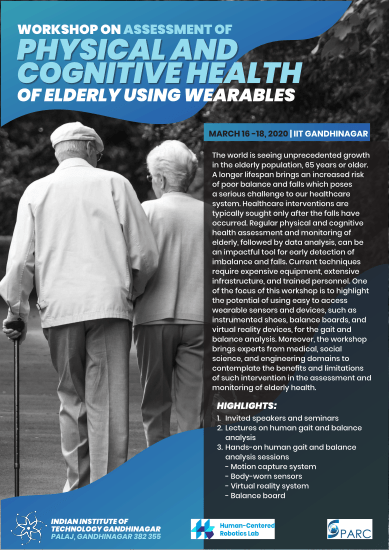 WORKSHOP ON ASSESSMENT OF
PHYSICAL AND
COGNITIVE HEALTH
OF ELDERLY USING WEARABLES
MARCH 16 -18, 2020 | IIT GANDHINAGAR
The world is seeing unprecedented growth
in the elderly population, 65 years or older.
A longer lifespan brings an increased risk
of poor balance and falls which poses
a serious challenge to our healthcare
system. Healthcare interventions are
typically sought only after the falls have
occurred. Regular physical and cognitive
health assessment and monitoring of
elderly, followed by data analysis, can be
an impactful tool for early detection of
imbalance and falls. Current techniques
require expensive equipment, extensive
infrastructure, and trained personnel. One
of the focus of this workshop is to highlight
the potential of using easy to access
wearable sensors and devices, such as
instrumented shoes, balance boards, and
virtual reality devices, for the gait and
balance analysis. Moreover, the workshop
brings experts from medical, social
science, and engineering domains to
contemplate the benefits and limitations
of such intervention in the assessment and
monitoring of elderly health.
HIGHLIGHTS:
1. Invited speakers and seminars
2. Lectures on human gait and balance
analysis
3. Hands-on human gait and balance
analysis sessions
- Motion capture system
- Body-worn sensors
- Virtual reality system
- Balance board
INDIAN INSTITUTE OF
TECHNOLOGY GANDHINAGAR
PALAJ, GANDHINAGAR 382 355
Human-Centered
Robotics Lab
SPARC